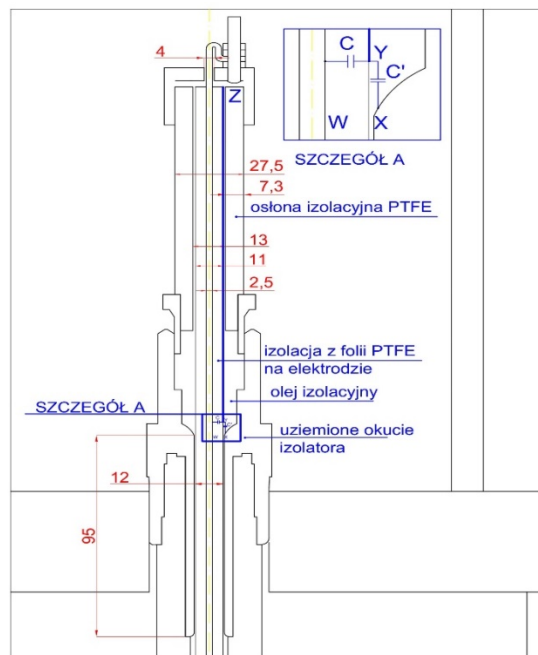 4
Z
C
Y
C'
W
X
SZCZEGÓŁ A
27,5
7,3
osłona izolacyjna PTFE
13
11
2,5
izolacja z folii PTFE
na elektrodzie
olej izolacyjny
SZCZEGÓŁ A
uziemione okucie
izolatora
12
95